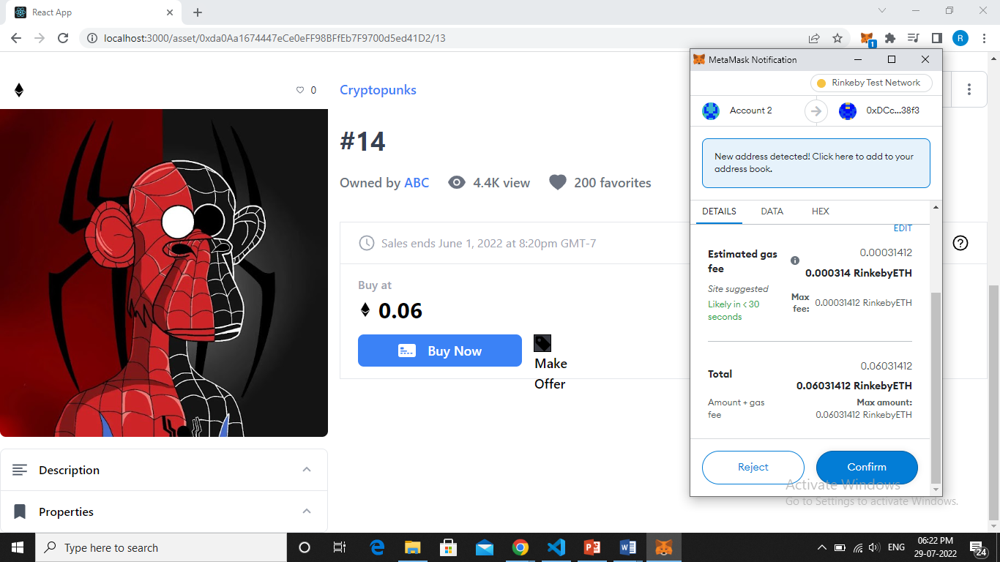 React App
localhost:3000/asset/0xda0Aa1674447eCe0eFF98BFfEb7F9700d5ed41D2/13
1
R
0
Cryptopunks
#14
Owned by ABC
4.4K view
200 favorites
Sales ends June 1, 2022 at 8:20pm GMT-7
Buy at
0.06
Buy Now
Make
Offer
Description
Properties
MetaMask Notification
Rinkeby Test Network
Account 2
0xDCc...38f3
New address detected! Click here to add to your
address book.
DETAILS
DATA
HEX
EDIT
Estimated gas
fee
0.00031412
0.000314 RinkebyETH
Site suggested
Likely in < 30
seconds
Max
fee:
0.00031412 RinkebyETH
Total
0.06031412
0.06031412 RinkebyETH
Amount + gas
fee
Max amount:
0.06031412 RinkebyETH
Reject
Confirm
Activate Windows
Go to Settings to activate Windows.
Type here to search
ENG
06:22 PM
29-07-2022
24